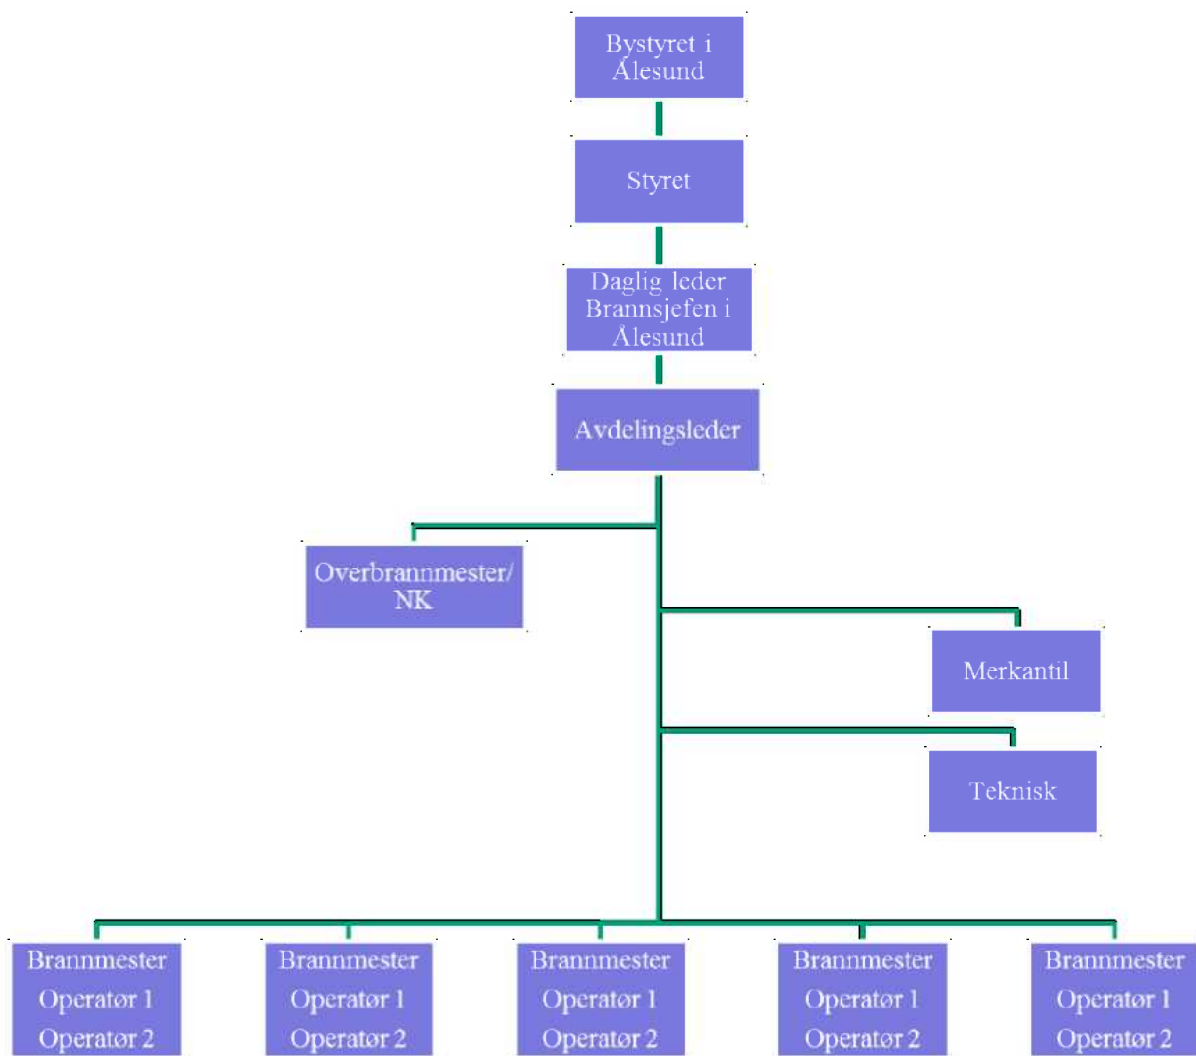 Bystyret i
Ålesund
Styret
Daglig leder
Brannsjefen i
Ålesund
Avdelingsleder
Overbrannmester/
NK
Merkantil
Teknisk
Brannmester
Operatør 1
Operatør 2
Brannmester
Operatør 1
Operatør 2
Brannmester
Operatør 1
Operatør 2
Brannmester
Operatør 1
Operatør 2
Brannmester
Operatør 1
Operatør 2